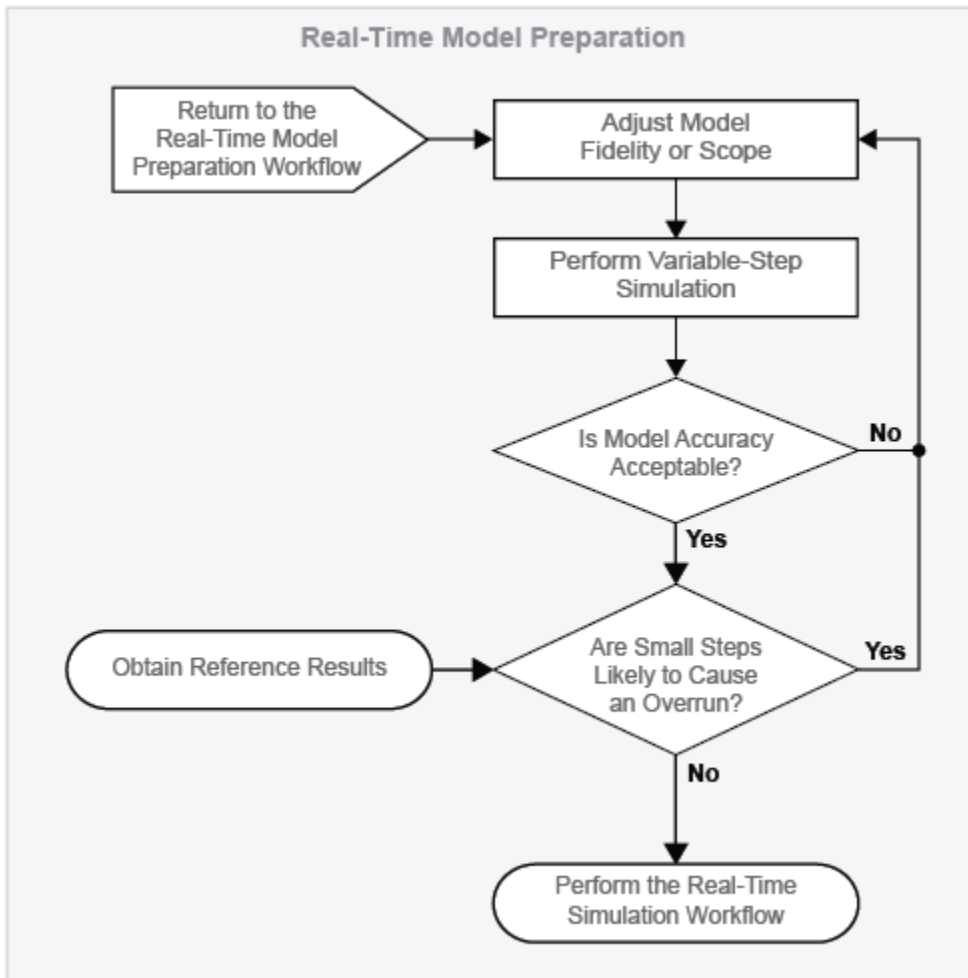 Real-Time Model Preparation
Return to the
Real-Time Model
Preparation Workflow
Adjust Model
Fidelity or Scope
Perform Variable-Step
Simulation
Is Model Accuracy
Acceptable?
No
Yes
Obtain Reference Results
Are Small Steps
Likely to Cause
an Overrun?
Yes
No
Perform the Real-Time
Simulation Workflow